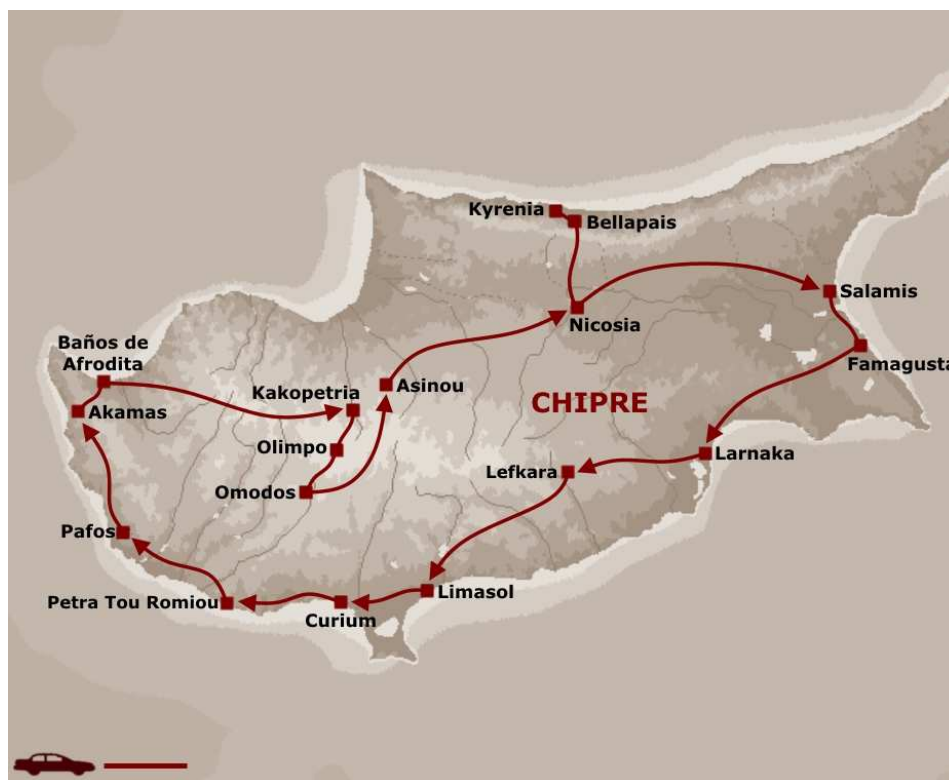 Kyrenia
Bellapais
Salamis
Nicosia
Famagusta
Baños de
Afrodita
Kakopetria
Asinou
CHIPRE
Akamas
Olimpo
Larnaka
Lefkara
Omodos
Pafos
Limasol
Petra Tou Romiou
Curium